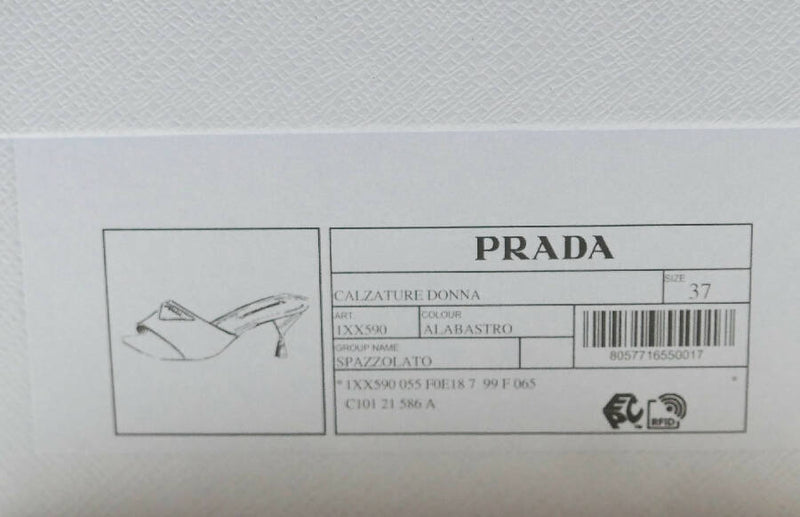 PRADA
CALZATURE DONNA
SIZE
37
ART.
1XX590
COLOUR
ALABASTRO
8057716550017
GROUP NAME
SPAZZOLATO
* 1XX590 055 F0E18 7 99 F 065 *
C101 21 586 A
RFID